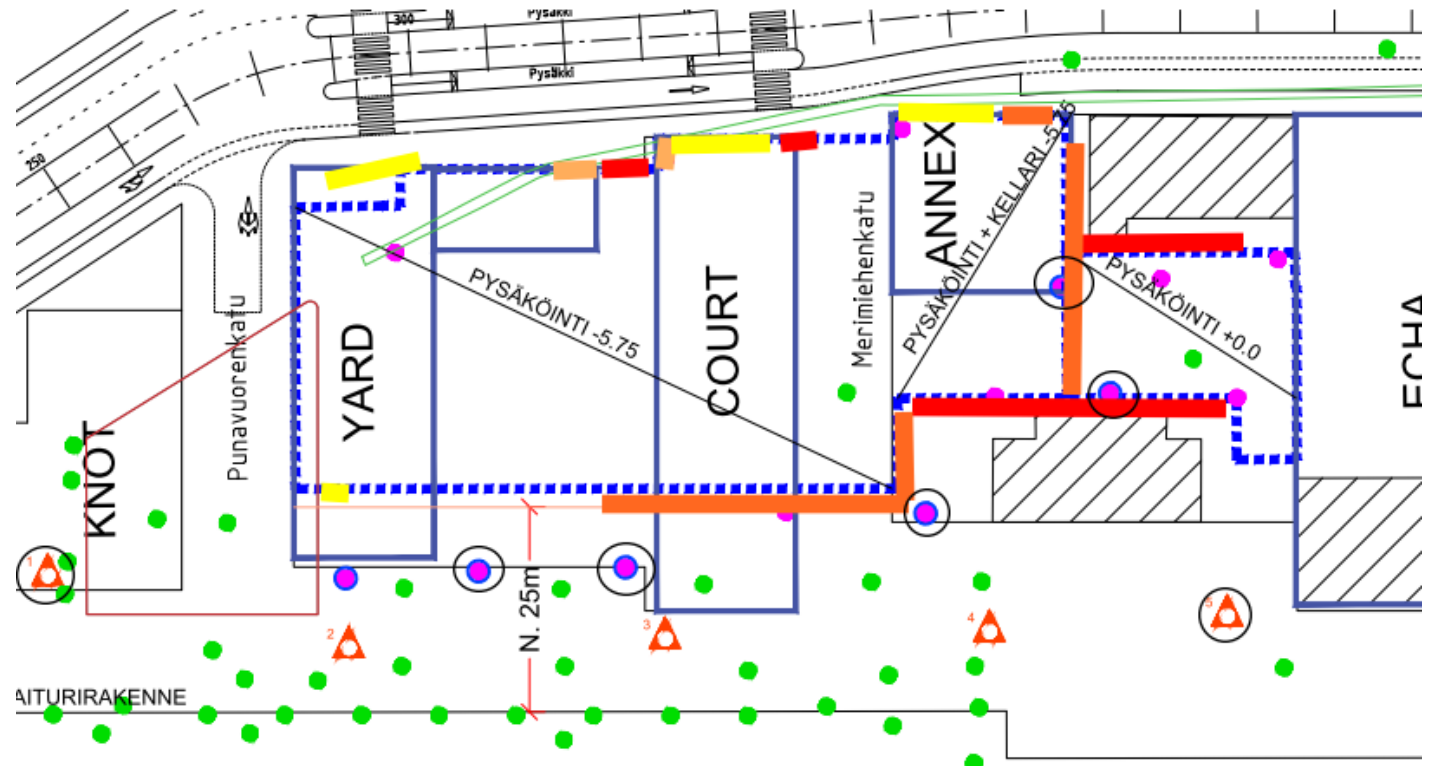 Pysäkki
300
Pysäkki
250
PYSÄKÖINTI -5.75
PYSÄKÖINTI + KELLARI -5.75
PYSÄKÖINTI +0.0
Punavuorenkatu
Merimiehenkatu
KNOT
YARD
COURT
ANNEX
N. 25m
1
2
3
4
5
AITURIRAKENNE